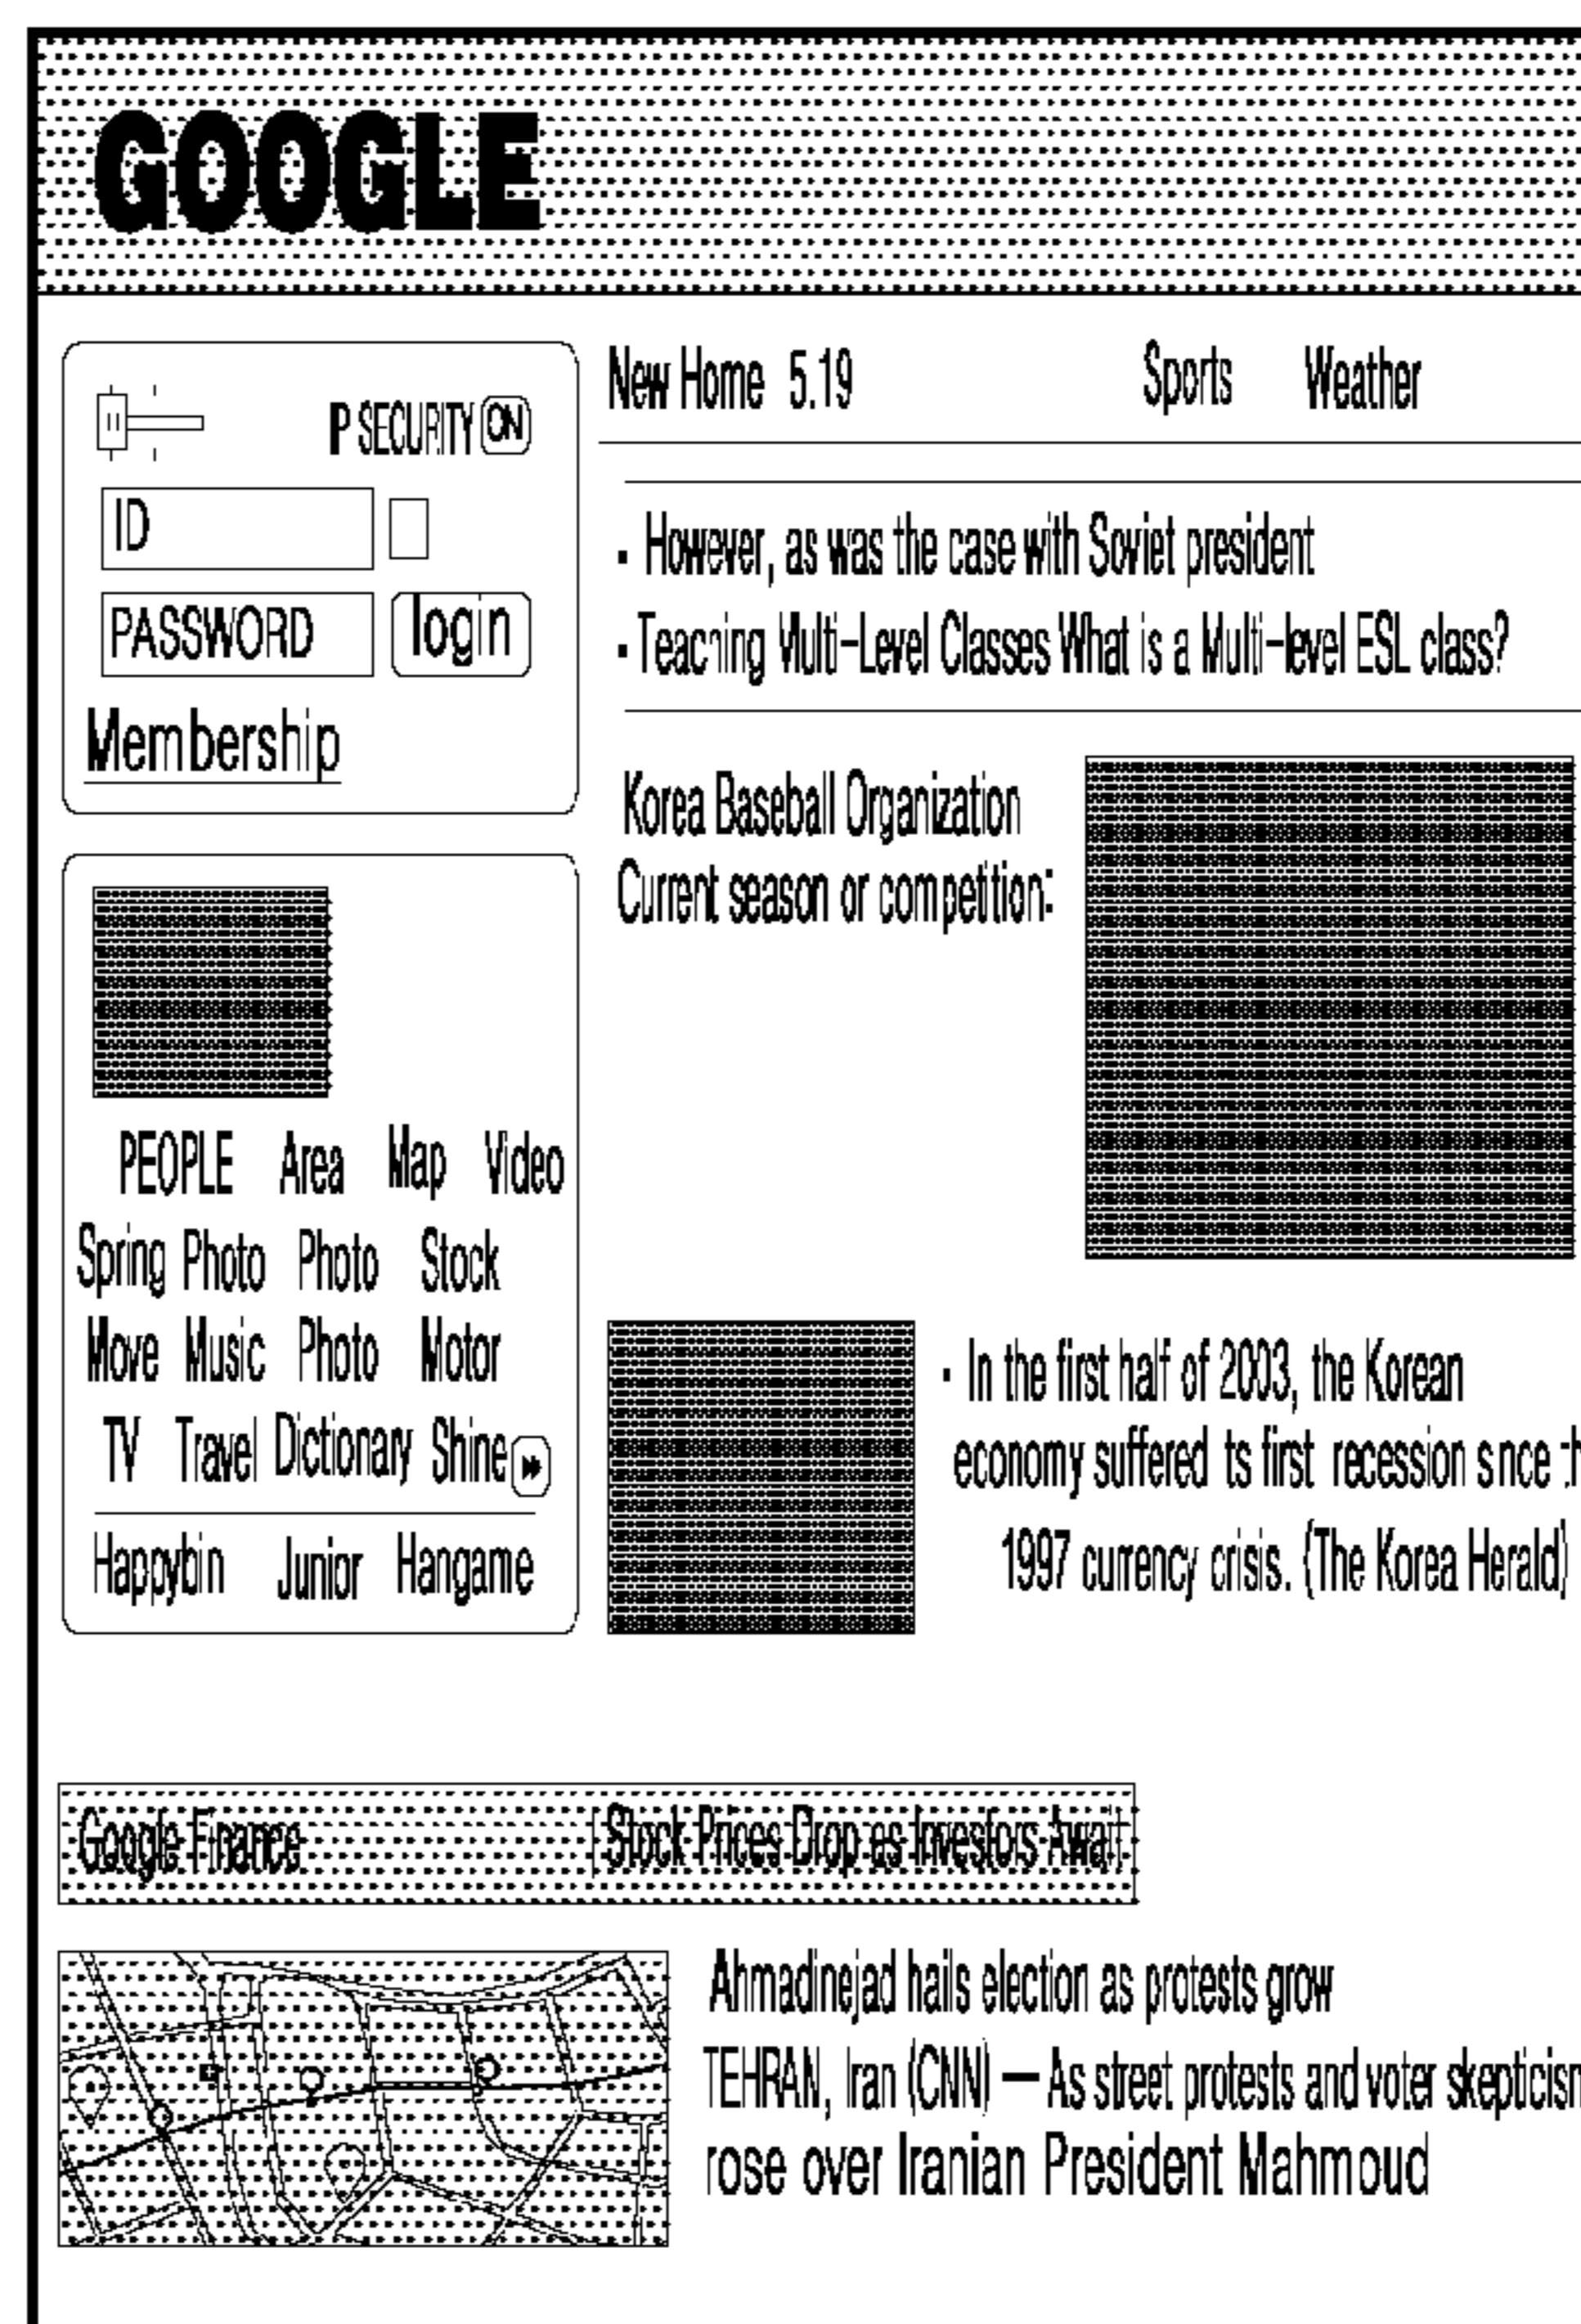 GOOGLE
IP SECURITY ON
ID
PASSWORD
login
Membership
New Home 5.19 Sports Weather
· However, as was the case with Soviet president
· Teaching Multi-Level Classes What is a Multi-level ESL class?
Korea Baseball Organization
Current season or competition:
PEOPLE Area Map Video
Spring Photo Photo Stock
Move Music Photo Motor
TV Travel Dictionary Shine
Happybin Junior Hangame
· In the first half of 2003, the Korean
economy suffered its first recession since th
1997 currency crisis. (The Korea Herald)
Google Finance
Stock Prices Drop as Investors Await
Ahmadinejad hails election as protests grow
TEHRAN, Iran (CNN) — As street protests and voter skepticism
rose over Iranian President Mahmoud